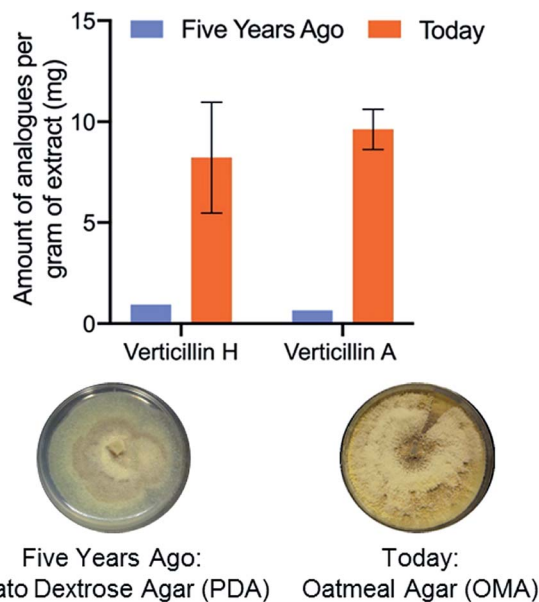 Amount of analogues per
gram of extract (mg)
15
10
5
0
Five Years Ago
Today
Verticillin H
Verticillin A
Five Years Ago:
ato Dextrose Agar (PDA)
Today:
Oatmeal Agar (OMA)